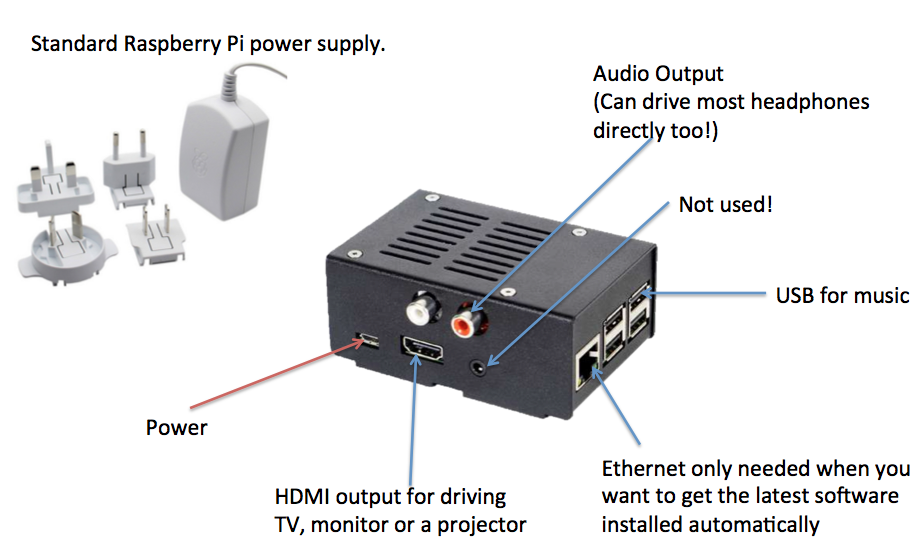 Standard Raspberry Pi power supply.
Audio Output
(Can drive most headphones
directly too!)
Not used!
USB for music
Power
HDMI output for driving
TV, monitor or a projector
Ethernet only needed when you
want to get the latest software
installed automatically